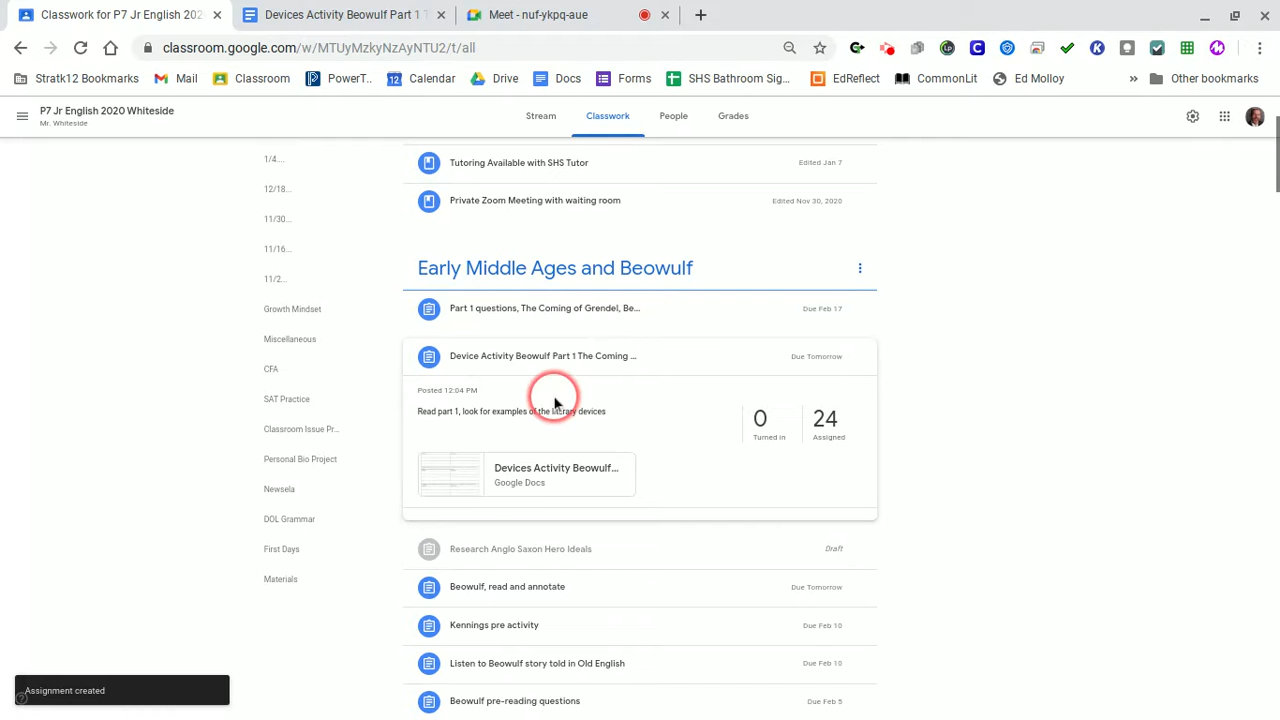 Classwork for P7 Jr English 202
Devices Activity Beowulf Part 1 T
Meet - nuf-ykpq-aue
classroom.google.com/w/MTUyMzkyNzAyNTU2/t/all
Stratk12 Bookmarks
Mail
Classroom
PowerT...
Calendar
Drive
Docs
Forms
SHS Bathroom Sig...
EdReflect
CommonLit
Ed Molloy
»
Other bookmarks
P7 Jr English 2020 Whiteside
Mr. Whiteside
Stream
Classwork
People
Grades
1/4...
12/18...
11/30...
11/16...
11/2...
Growth Mindset
Miscellaneous
CFA
SAT Practice
Classroom Issue Pr...
Personal Bio Project
Newsela
DOL Grammar
First Days
Materials
Tutoring Available with SHS Tutor
Edited Jan 7
Private Zoom Meeting with waiting room
Edited Nov 30, 2020
Early Middle Ages and Beowulf
Part 1 questions, The Coming of Grendel, Be...
Due Feb 17
Device Activity Beowulf Part 1 The Coming ...
Due Tomorrow
Posted 12:04 PM
Read part 1, look for examples of the literary devices
0
Turned in
24
Assigned
Devices Activity Beowulf...
Google Docs
Research Anglo Saxon Hero Ideals
Draft
Beowulf, read and annotate
Due Tomorrow
Kennings pre activity
Due Feb 10
Listen to Beowulf story told in Old English
Due Feb 10
Beowulf pre-reading questions
Due Feb 5
Assignment created